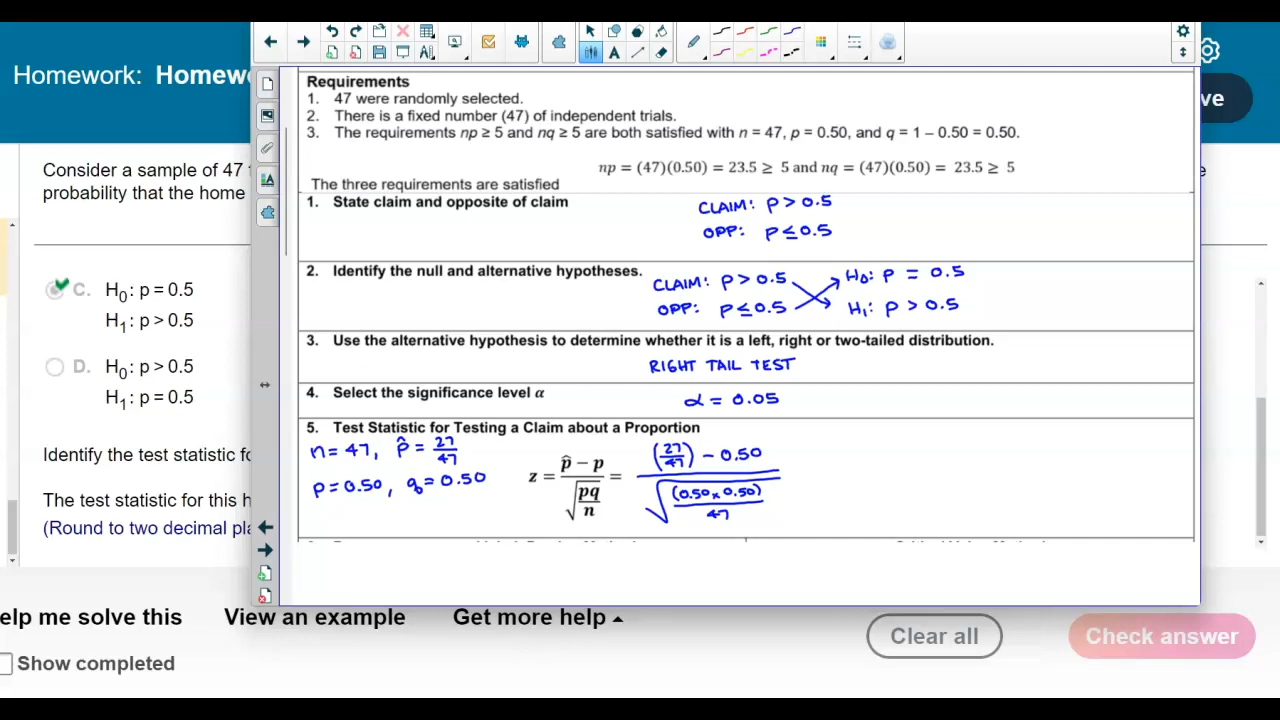 Homework: Homew
ve
Consider a sample of 47
probability that the home
C. H0: p = 0.5
H1: p > 0.5
D. H0: p > 0.5
H1: p = 0.5
Identify the test statistic fo
The test statistic for this h
(Round to two decimal pla
Requirements
1. 47 were randomly selected.
2. There is a fixed number (47) of independent trials.
3. The requirements np ≥ 5 and nq ≥ 5 are both satisfied with n = 47, p = 0.50, and q = 1 – 0.50 = 0.50.
np = (47)(0.50) = 23.5 ≥ 5 and nq = (47)(0.50) = 23.5 ≥ 5
The three requirements are satisfied
1. State claim and opposite of claim
CLAIM: p > 0.5
OPP: p ≤ 0.5
2. Identify the null and alternative hypotheses.
CLAIM: p > 0.5 H0: p = 0.5
OPP: p ≤ 0.5 H1: p > 0.5
3. Use the alternative hypothesis to determine whether it is a left, right or two-tailed distribution.
RIGHT TAIL TEST
4. Select the significance level α
α = 0.05
5. Test Statistic for Testing a Claim about a Proportion
n = 47, p̂ = 27/47
p = 0.50, q = 0.50
z = (p̂ − p)/√(pq/n) = ((27/47) − 0.50)/√((0.50 × 0.50)/47)
elp me solve this View an example Get more help
Clear all Check answer
Show completed